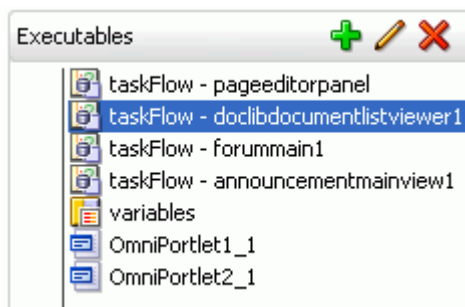 Executables
taskFlow - pageeditorpanel
taskFlow - doclibdocumentlistviewer1
taskFlow - forummain1
taskFlow - announcementmainview1
variables
OmniPortlet1_1
OmniPortlet2_1